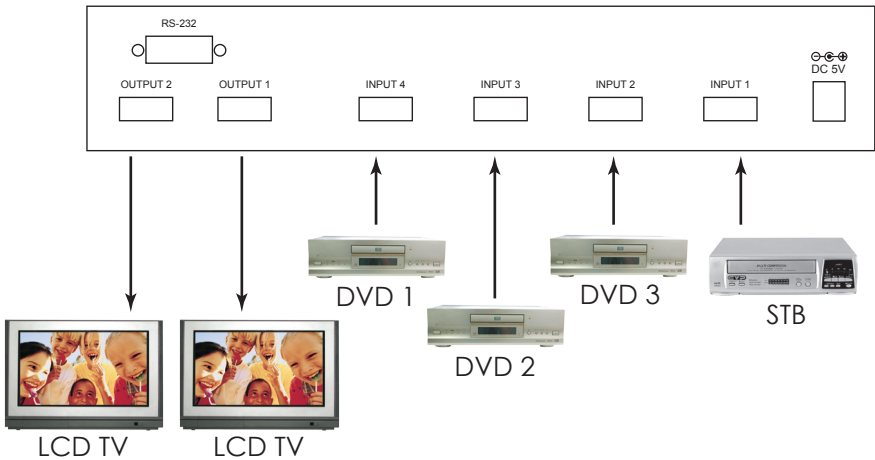 RS-232
DC 5V
OUTPUT 2
OUTPUT 1
INPUT 4
INPUT 3
INPUT 2
INPUT 1
DVD 1
DVD 2
DVD 3
STB
LCD TV
LCD TV